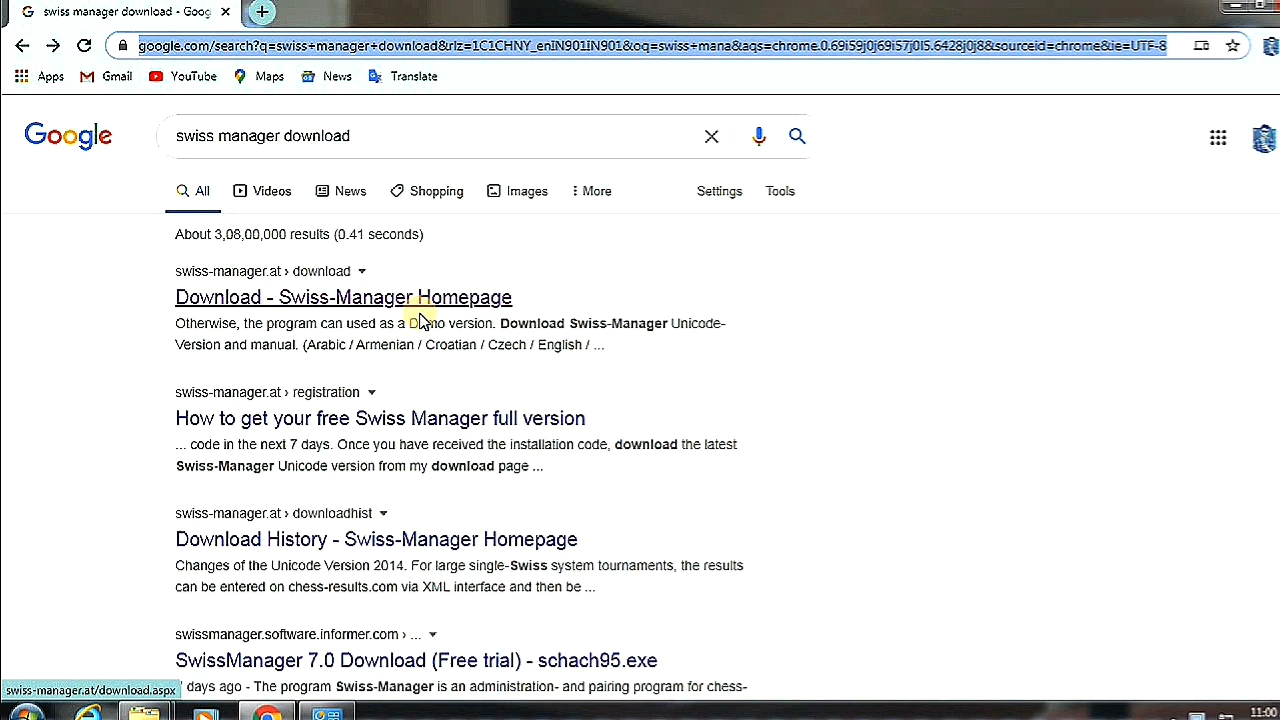 swiss manager download - Goog
google.com/search?q=swiss+manager+download&rlz=1C1CHNY_enIN901IN901&oq=swiss+mana&aqs=chrome.0.69i59j0j69i57j0l5.6428j0j8&sourceid=chrome&ie=UTF-8
Apps Gmail YouTube Maps News Translate
Google swiss manager download
All Videos News Shopping Images More Settings Tools
About 3,08,00,000 results (0.41 seconds)
swiss-manager.at › download
Download - Swiss-Manager Homepage
Otherwise, the program can used as a Demo version. Download Swiss-Manager Unicode-
Version and manual. (Arabic / Armenian / Croatian / Czech / English / ...
swiss-manager.at › registration
How to get your free Swiss Manager full version
... code in the next 7 days. Once you have received the installation code, download the latest
Swiss-Manager Unicode version from my download page ...
swiss-manager.at › downloadhist
Download History - Swiss-Manager Homepage
Changes of the Unicode Version 2014. For large single-Swiss system tournaments, the results
can be entered on chess-results.com via XML interface and then be ...
swissmanager.software.informer.com › ...
SwissManager 7.0 Download (Free trial) - schach95.exe
days ago - The program Swiss-Manager is an administration- and pairing program for chess-
swiss-manager.at/download.aspx
11:00